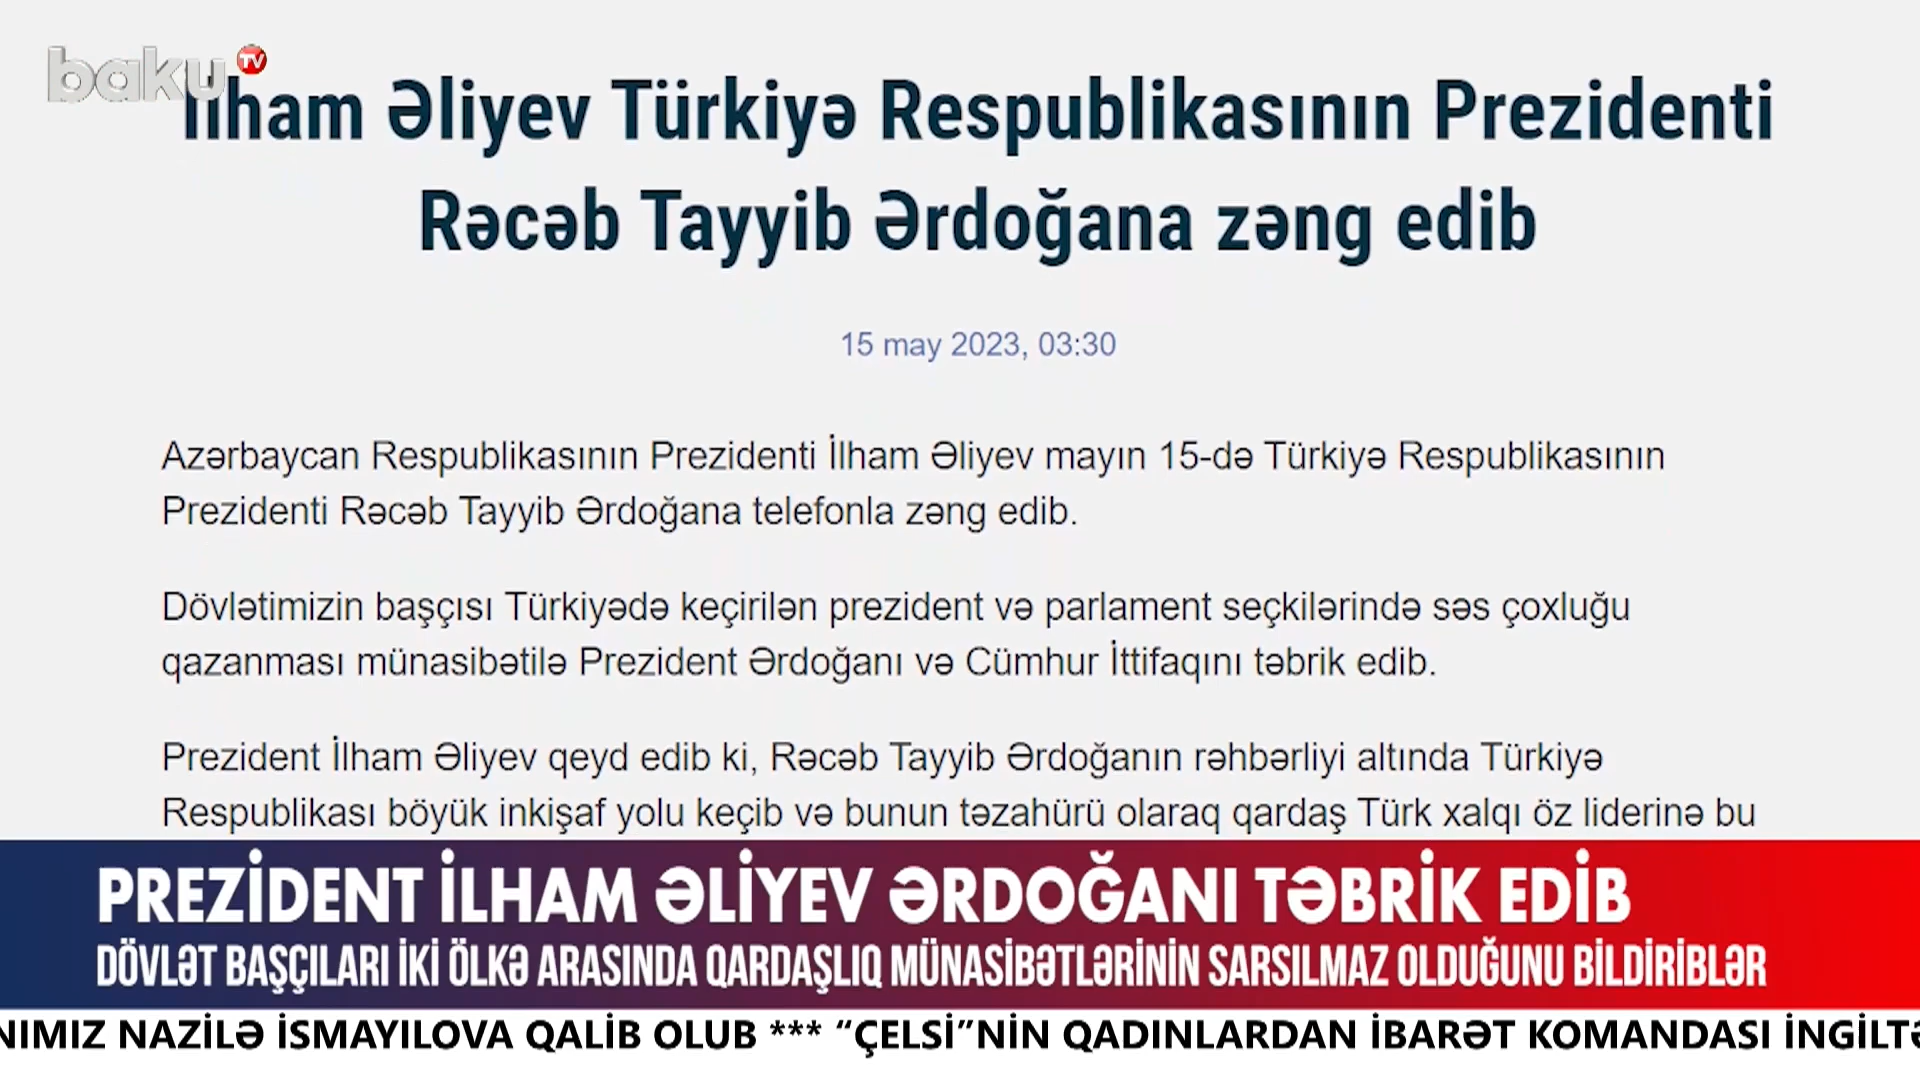 baku TV
İlham Əliyev Türkiyə Respublikasının Prezidenti
Rəcəb Tayyib Ərdoğana zəng edib
15 may 2023, 03:30
Azərbaycan Respublikasının Prezidenti İlham Əliyev mayın 15-də Türkiyə Respublikasının
Prezidenti Rəcəb Tayyib Ərdoğana telefonla zəng edib.
Dövlətimizin başçısı Türkiyədə keçirilən prezident və parlament seçkilərində səs çoxluğu
qazanması münasibətilə Prezident Ərdoğanı və Cümhur İttifaqını təbrik edib.
Prezident İlham Əliyev qeyd edib ki, Rəcəb Tayyib Ərdoğanın rəhbərliyi altında Türkiyə
Respublikası böyük inkişaf yolu keçib və bunun təzahürü olaraq qardaş Türk xalqı öz liderinə bu
PREZİDENT İLHAM ƏLİYEV ƏRDOĞANI TƏBRİK EDİB
DÖVLƏT BAŞÇILARI İKİ ÖLKƏ ARASINDA QARDAŞLIQ MÜNASİBƏTLƏRİNİN SARSILMAZ OLDUĞUNU BİLDİRİBLƏR
NIMIZ NAZİLƏ İSMAYILOVA QALİB OLUB *** “ÇELSİ”NİN QADINLARDAN İBARƏT KOMANDASI İNGİLTƏ